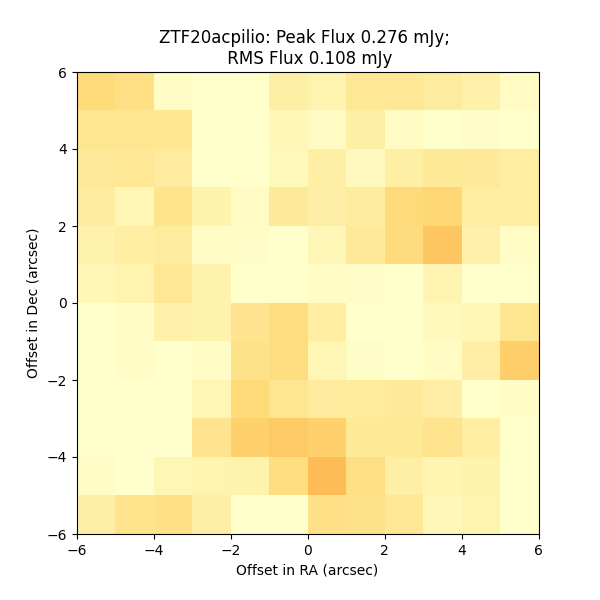 ZTF20acpilio: Peak Flux 0.276 mJy;
RMS Flux 0.108 mJy
6
4
2
0
−2
−4
−6
Offset in Dec (arcsec)
−6 −4 −2 0 2 4 6
Offset in RA (arcsec)